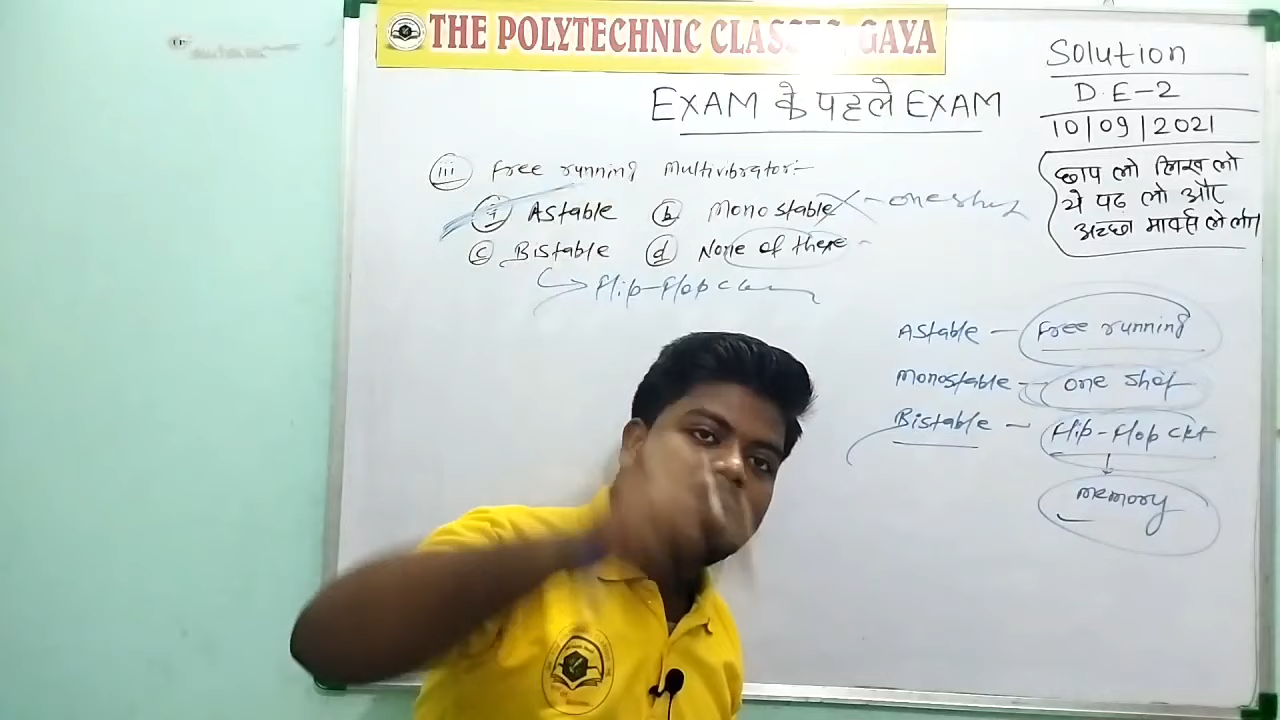 THE POLYTECHNIC CLASSES, GAYA
EXAM के पहले EXAM
Solution
D.E-2
10/09/2021
छाप लो लिख लो
ये पढ़ लो और
अच्छा मार्क्स ले लो।
(iii) Free running Multivibrator:-
Astable (b) Monostable - one shot
(c) Bistable (d) None of these
Flip-Flop
Astable - Free running
Monostable - one shot
Bistable - Flip-Flop ckt
memory